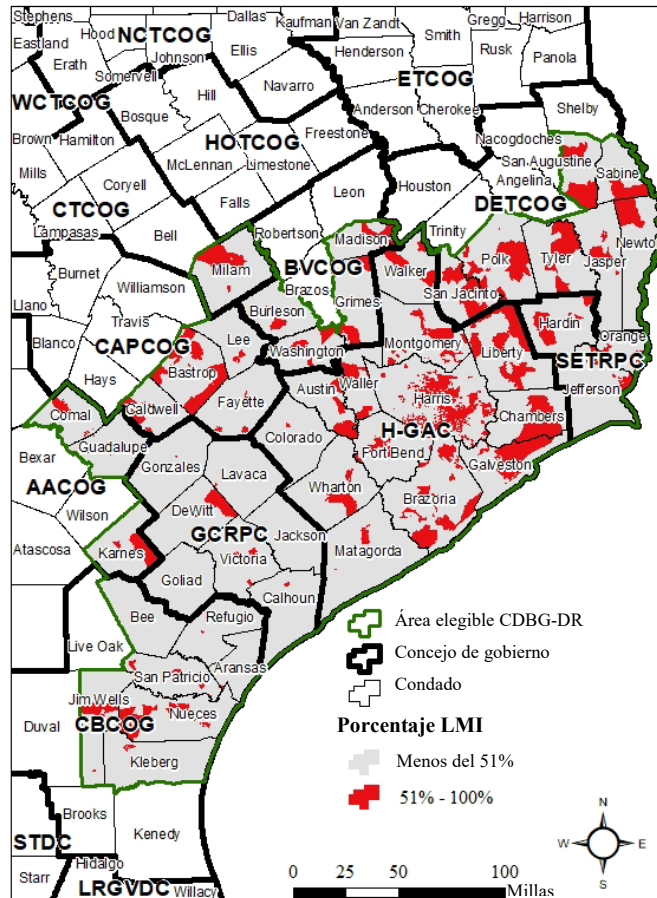 Stephens
Hood
NCTCOG
Dallas
Kaufman
Van Zandt
Smith
Gregg
Harrison
Eastland
Erath
Johnson
Ellis
Henderson
Rusk
Panola
Somervell
Hill
Navarro
ETCOG
WCTCOG
Bosque
Anderson
Cherokee
Shelby
Brown
Hamilton
HOTCOG
Freestone
Nacogdoches
McLennan
Limestone
San Augustine
Mills
Coryell
Leon
Houston
Angelina
Sabine
CTCOG
Falls
DETCOG
Lampasas
Bell
Robertson
Madison
Trinity
Newton
Burnet
Milam
BVCOG
Walker
Polk
Tyler
Jasper
Williamson
Brazos
Grimes
San Jacinto
Llano
Burleson
Hardin
Travis
Lee
Washington
Montgomery
Liberty
Orange
Blanco
CAPCOG
Bastrop
SETRPC
Hays
Austin
Waller
Harris
Jefferson
Comal
Caldwell
Fayette
Chambers
Guadalupe
Colorado
H-GAC
Bexar
Gonzales
Lavaca
Fort Bend
Galveston
AACOG
Wharton
Wilson
DeWitt
Brazoria
GCRPC
Jackson
Atascosa
Karnes
Victoria
Matagorda
Goliad
Calhoun
Bee
Refugio
Live Oak
Aransas
San Patricio
Jim Wells
Nueces
Duval
CBCOG
Kleberg
Brooks
STDC
Kenedy
Hidalgo
Starr
LRGVDC
Willacy
Área elegible CDBG-DR
Concejo de gobierno
Condado
Porcentaje LMI
Menos del 51%
51% - 100%
N
W
E
S
0 25 50 100
Millas